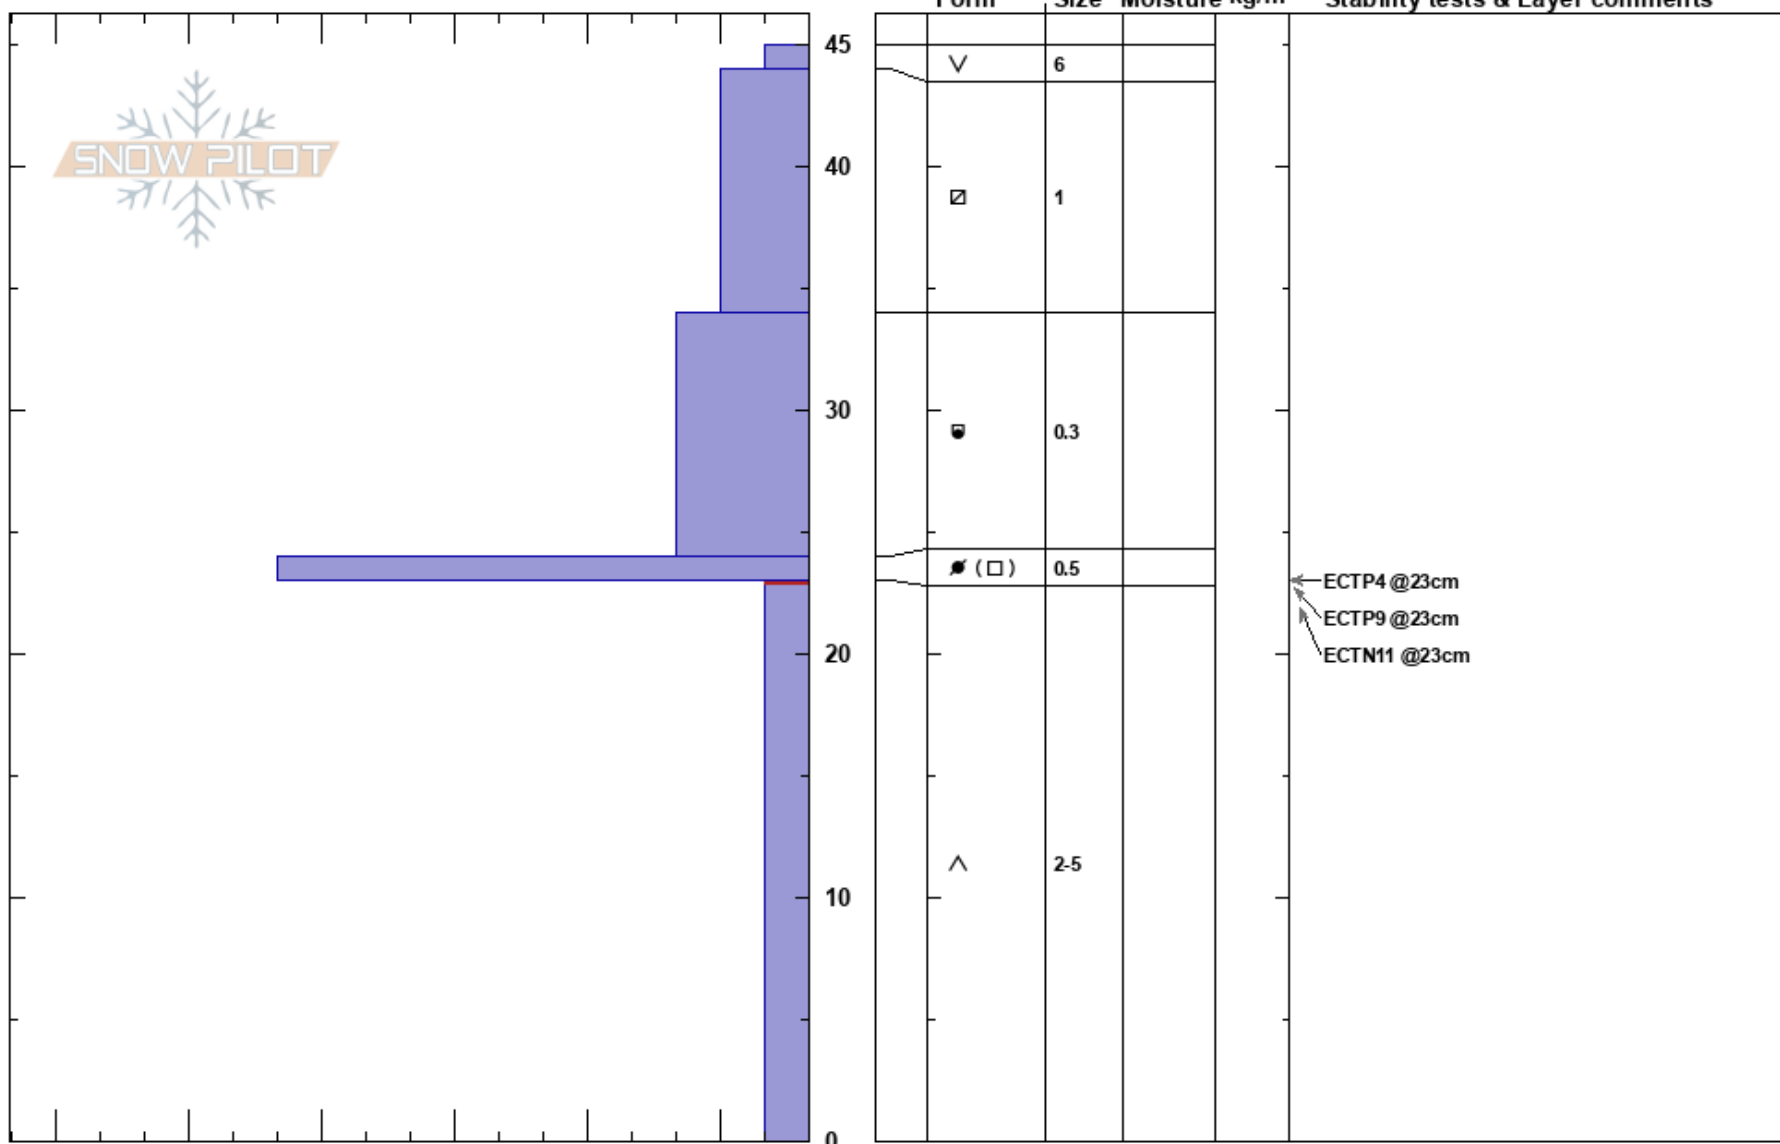 Form Size Moisture kg/m Stability tests & Layer comments
45
6
SNOW PILOT
40
1
30
0.3
0.5
ECTP4 @23cm
ECTP9 @23cm
20
ECTN11 @23cm
2-5
10
0